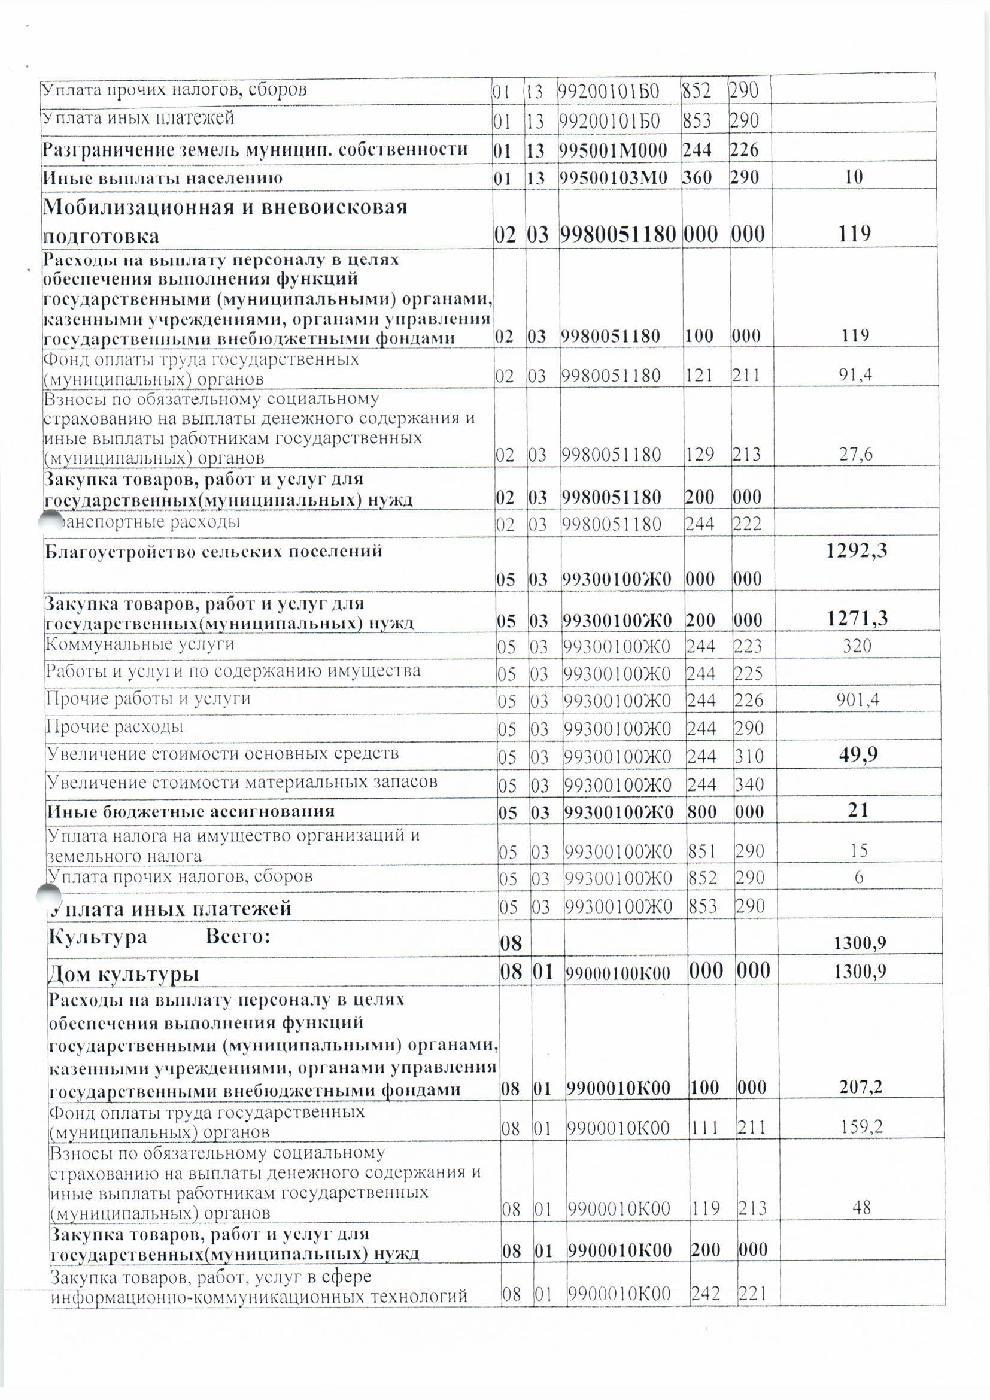 Уплата прочих налогов, сборов 01 13 99200101Б0 852 290
Уплата иных платежей 01 13 99200101Б0 853 290
Разграничение земель муницип. собственности 01 13 995001М000 244 226
Иные выплаты населению 01 13 99500103М0 360 290 10
Мобилизационная и вневоисковая
подготовка 02 03 9980051180 000 000 119
Расходы на выплату персоналу в целях
обеспечения выполнения функций
государственными (муниципальными) органами,
казенными учреждениями, органами управления
государственными внебюджетными фондами 02 03 9980051180 100 000 119
Фонд оплаты труда государственных
(муниципальных) органов 02 03 9980051180 121 211 91,4
Взносы по обязательному социальному
страхованию на выплаты денежного содержания и
иные выплаты работникам государственных
(муниципальных) органов 02 03 9980051180 129 213 27,6
Закупка товаров, работ и услуг для
государственных(муниципальных) нужд 02 03 9980051180 200 000
ранспортные расходы 02 03 9980051180 244 222
Благоустройство сельских поселений 1292,3
05 03 99300100Ж0 000 000
Закупка товаров, работ и услуг для
государственных(муниципальных) нужд 05 03 99300100Ж0 200 000 1271,3
Коммунальные услуги 05 03 99300100Ж0 244 223 320
Работы и услуги по содержанию имущества 05 03 99300100Ж0 244 225
Прочие работы и услуги 05 03 99300100Ж0 244 226 901,4
Прочие расходы 05 03 99300100Ж0 244 290
Увеличение стоимости основных средств 05 03 99300100Ж0 244 310 49,9
Увеличение стоимости материальных запасов 05 03 99300100Ж0 244 340
Иные бюджетные ассигнования 05 03 99300100Ж0 800 000 21
Уплата налога на имущество организаций и
земельного налога 05 03 99300100Ж0 851 290 15
Уплата прочих налогов, сборов 05 03 99300100Ж0 852 290 6
Уплата иных платежей 05 03 99300100Ж0 853 290
Культура Всего: 08 1300,9
Дом культуры 08 01 99000100К00 000 000 1300,9
Расходы на выплату персоналу в целях
обеспечения выполнения функций
государственными (муниципальными) органами,
казенными учреждениями, органами управления
государственными внебюджетными фондами 08 01 9900010К00 100 000 207,2
Фонд оплаты труда государственных
(муниципальных) органов 08 01 9900010К00 111 211 159,2
Взносы по обязательному социальному
страхованию на выплаты денежного содержания и
иные выплаты работникам государственных
(муниципальных) органов 08 01 9900010К00 119 213 48
Закупка товаров, работ и услуг для
государственных(муниципальных) нужд 08 01 9900010К00 200 000
Закупка товаров, работ, услуг в сфере
информационно-коммуникационных технологий 08 01 9900010К00 242 221